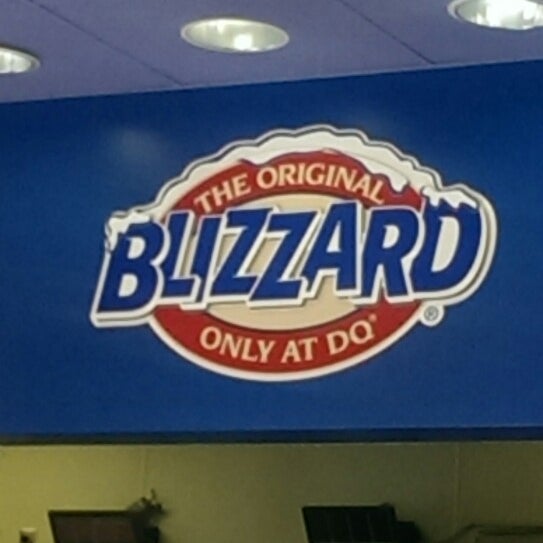 THE ORIGINAL
BLIZZARD®
ONLY AT DQ®